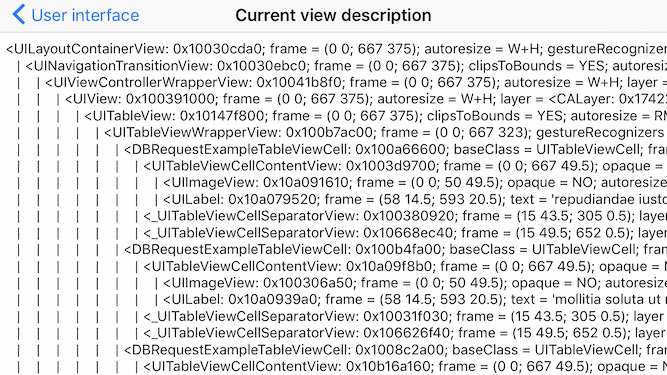 User interface
Current view description
<UILayoutContainerView: 0x10030cda0; frame = (0 0; 667 375); autoresize = W+H; gestureRecognizer
| <UINavigationTransitionView: 0x10030ebc0; frame = (0 0; 667 375); clipsToBounds = YES; autoresiz
| | <UIViewControllerWrapperView: 0x10041b8f0; frame = (0 0; 667 375); autoresize = W+H; layer =
| | | <UIView: 0x100391000; frame = (0 0; 667 375); autoresize = W+H; layer = <CALayer: 0x1742
| | | | <UITableView: 0x10147f800; frame = (0 0; 667 375); clipsToBounds = YES; autoresize = RM
| | | | | <UITableViewWrapperView: 0x100b7ac00; frame = (0 0; 667 323); gestureRecognizers
| | | | | | <DBRequestExampleTableViewCell: 0x100a66600; baseClass = UITableViewCell; fram
| | | | | | | <UITableViewCellContentView: 0x1003d9700; frame = (0 0; 667 49.5); opaque =
| | | | | | | | <UIImageView: 0x10a091610; frame = (0 0; 50 49.5); opaque = NO; autoresize
| | | | | | | | <UILabel: 0x10a079520; frame = (58 14.5; 593 20.5); text = 'repudiandae iusto
| | | | | | | <_UITableViewCellSeparatorView: 0x100380920; frame = (15 43.5; 305 0.5); layer
| | | | | | | <_UITableViewCellSeparatorView: 0x10668ec40; frame = (15 49.5; 652 0.5); layer
| | | | | | <DBRequestExampleTableViewCell: 0x100b4fa00; baseClass = UITableViewCell; fram
| | | | | | | <UITableViewCellContentView: 0x10a09f8b0; frame = (0 0; 667 49.5); opaque =
| | | | | | | | <UIImageView: 0x100306a50; frame = (0 0; 50 49.5); opaque = NO; autoresize
| | | | | | | | <UILabel: 0x10a0939a0; frame = (58 14.5; 593 20.5); text = 'mollitia soluta ut
| | | | | | | <_UITableViewCellSeparatorView: 0x10031f030; frame = (15 43.5; 305 0.5); layer
| | | | | | | <_UITableViewCellSeparatorView: 0x106626f40; frame = (15 49.5; 652 0.5); layer
| | | | | | <DBRequestExampleTableViewCell: 0x1008c2a00; baseClass = UITableViewCell; fram
| | | | | | | <UITableViewCellContentView: 0x10b16a160; frame = (0 0; 667 49.5); opaque =